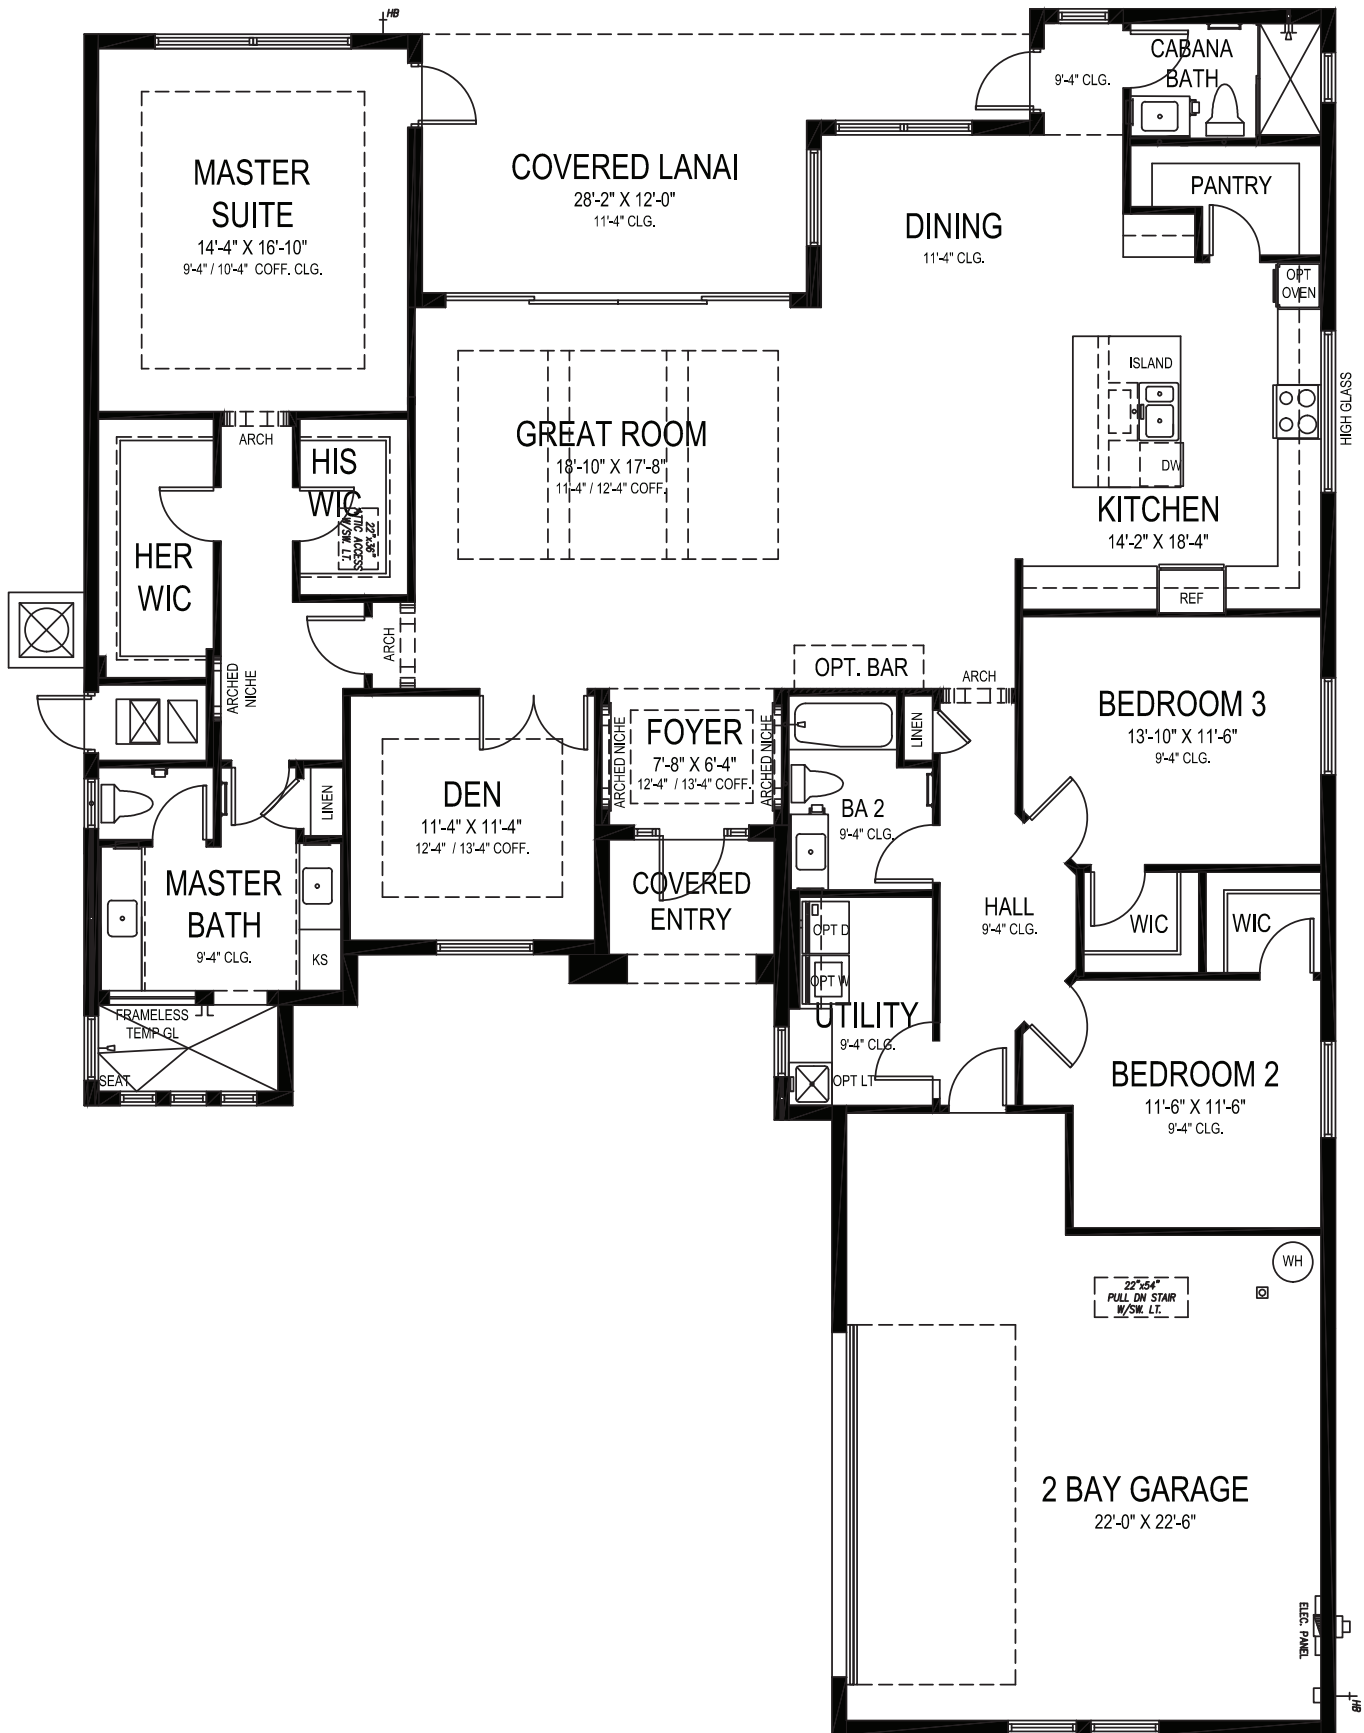 HB
CABANA
BATH
9'-4" CLG.
MASTER
SUITE
14'-4" X 16'-10"
9'-4" / 10'-4" COFF. CLG.
COVERED LANAI
28'-2" X 12'-0"
11'-4" CLG.
DINING
11'-4" CLG.
PANTRY
OPT
OVEN
ISLAND
HIGH GLASS
DW
KITCHEN
14'-2" X 18'-4"
REF
GREAT ROOM
18'-10" X 17'-8"
11'-4" / 12'-4" COFF.
ARCH
HIS
WIC
22"x36"
ATTIC ACCESS
W/SW. LT.
HER
WIC
ARCH
ARCHED
NICHE
OPT. BAR
ARCH
BEDROOM 3
13'-10" X 11'-6"
9'-4" CLG.
LINEN
ARCHED NICHE
FOYER
7'-8" X 6'-4"
12'-4" / 13'-4" COFF.
ARCHED NICHE
DEN
11'-4" X 11'-4"
12'-4" / 13'-4" COFF.
LINEN
BA 2
9'-4" CLG.
MASTER
BATH
9'-4" CLG.
KS
COVERED
ENTRY
HALL
9'-4" CLG.
WIC
WIC
OPT D
OPT W
UTILITY
9'-4" CLG.
OPT LT
FRAMELESS
TEMP GL
SEAT
BEDROOM 2
11'-6" X 11'-6"
9'-4" CLG.
WH
22"x54"
PULL DN STAIR
W/SW. LT.
2 BAY GARAGE
22'-0" X 22'-6"
ELEC. PANEL
HB